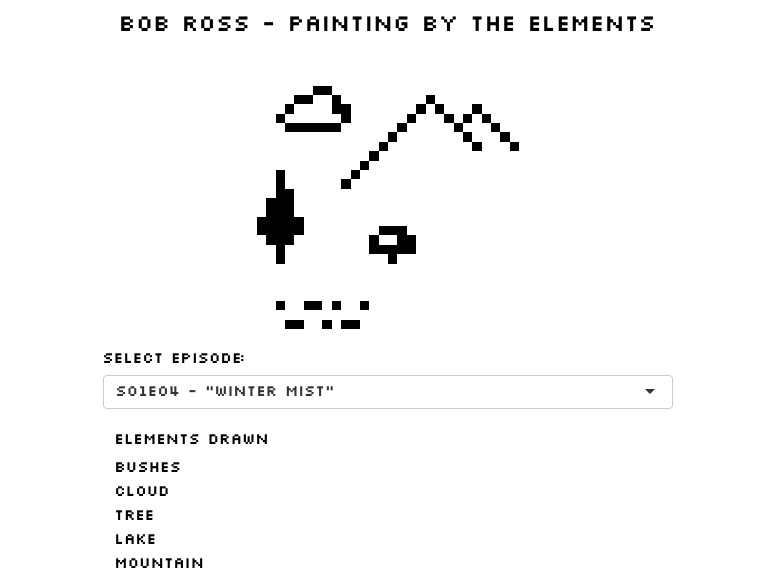 BOB ROSS - PAINTING BY THE ELEMENTS
SELECT EPISODE:
S01E04 - "WINTER MIST"
ELEMENTS DRAWN
BUSHES
CLOUD
TREE
LAKE
MOUNTAIN